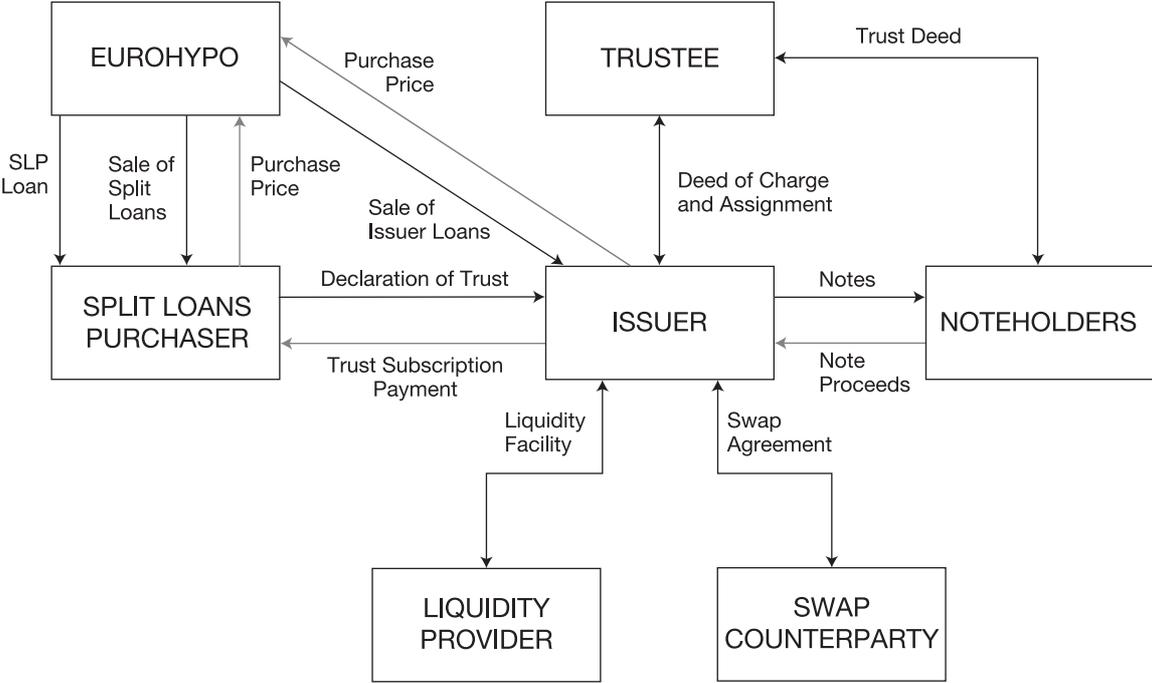 EUROHYPO
Purchase
Price
TRUSTEE
Trust Deed
SLP
Loan
Sale of
Split
Loans
Purchase
Price
Sale of
Issuer Loans
Deed of Charge
and Assignment
SPLIT LOANS
PURCHASER
Declaration of Trust
ISSUER
Notes
NOTEHOLDERS
Trust Subscription
Payment
Note
Proceeds
Liquidity
Facility
Swap
Agreement
LIQUIDITY
PROVIDER
SWAP
COUNTERPARTY